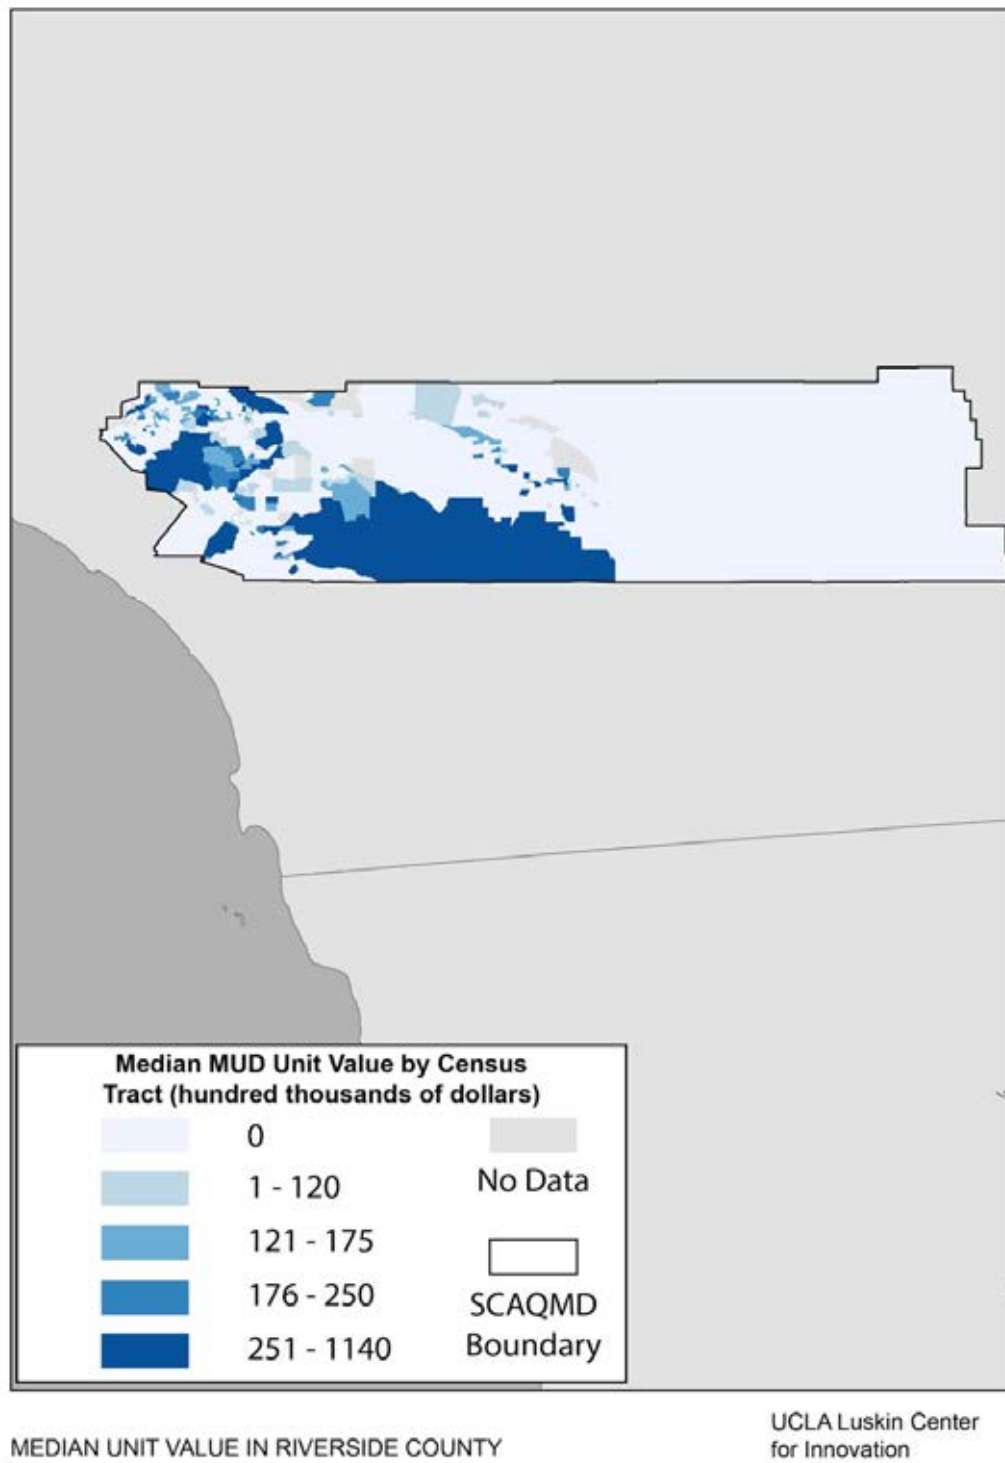 Median MUD Unit Value by Census
Tract (hundred thousands of dollars)
0
1 - 120
121 - 175
176 - 250
251 - 1140
No Data
SCAQMD
Boundary
MEDIAN UNIT VALUE IN RIVERSIDE COUNTY
UCLA Luskin Center
for Innovation